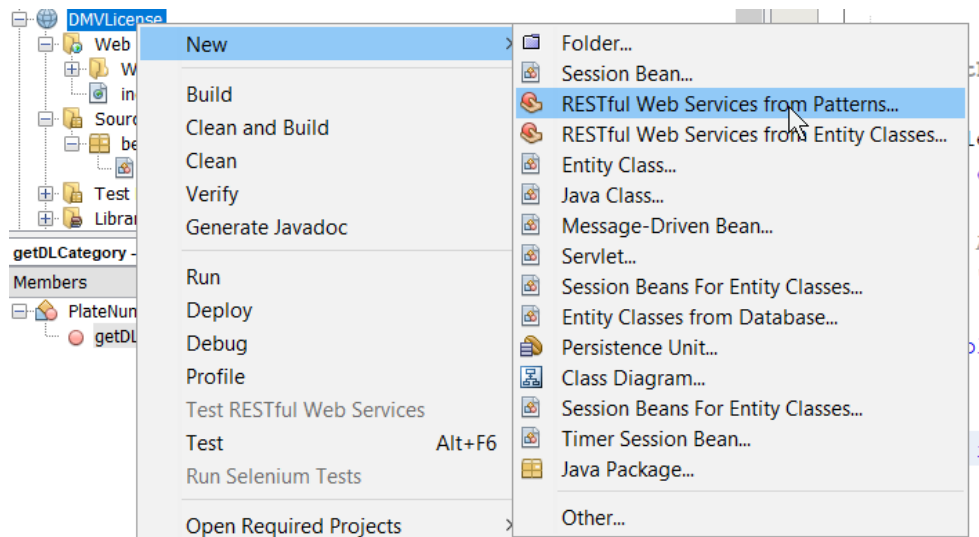 DMVLicense
Web
W
in
Sourc
be
Test
Librar
getDLCategory -
Members
PlateNum
getDL
New
Build
Clean and Build
Clean
Verify
Generate Javadoc
Run
Deploy
Debug
Profile
Test RESTful Web Services
Test Alt+F6
Run Selenium Tests
Open Required Projects
Folder...
Session Bean...
RESTful Web Services from Patterns...
RESTful Web Services from Entity Classes...
Entity Class...
Java Class...
Message-Driven Bean...
Servlet...
Session Beans For Entity Classes...
Entity Classes from Database...
Persistence Unit...
Class Diagram...
Session Beans For Entity Classes...
Timer Session Bean...
Java Package...
Other...